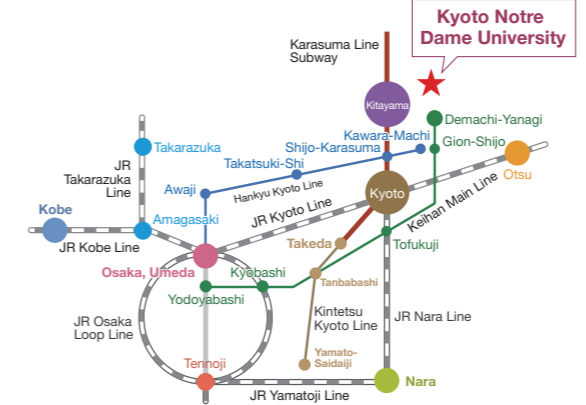 Kyoto Notre
Dame University
Karasuma Line
Subway
Kitayama
Demachi-Yanagi
Kawara-Machi
Gion-Shijo
Shijo-Karasuma
Takarazuka
Takatsuki-Shi
Otsu
JR
Takarazuka
Line
Awaji
Hankyu Kyoto Line
Kyoto
Kobe
Amagasaki
JR Kyoto Line
Keihan Main Line
JR Kobe Line
Takeda
Tofukuji
Osaka, Umeda
Kyobashi
Tanbabashi
Yodoyabashi
Kintetsu
Kyoto Line
JR Nara Line
JR Osaka
Loop Line
Tennoji
Yamato-
Saidaiji
Nara
JR Yamatoji Line